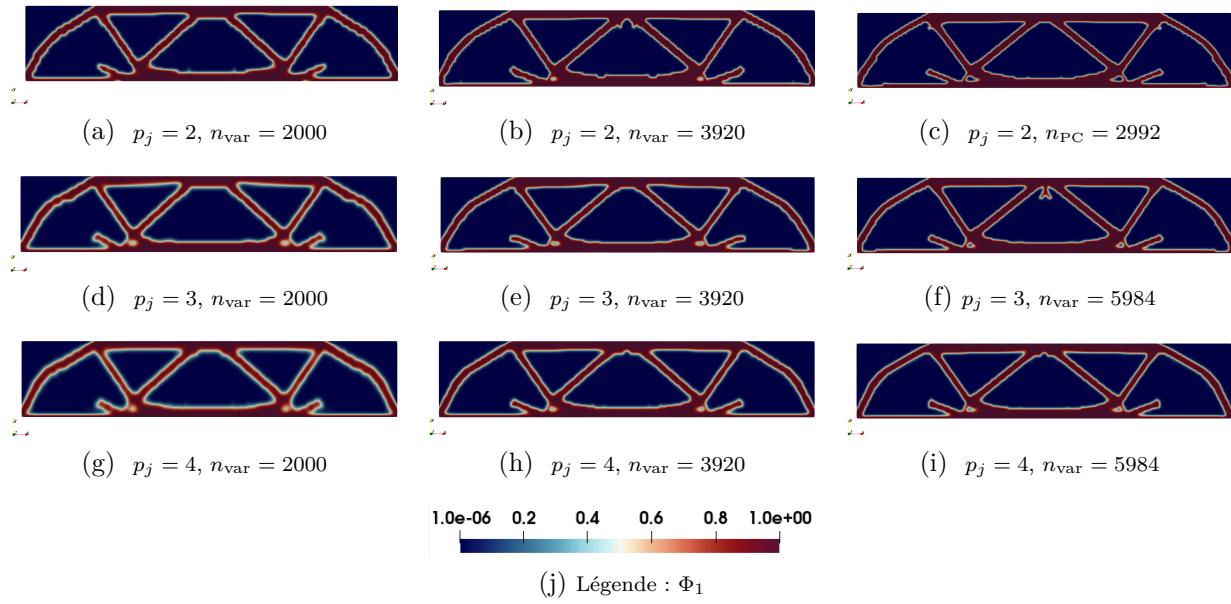 (a) p_j = 2, n_var = 2000
(b) p_j = 2, n_var = 3920
(c) p_j = 2, n_PC = 2992
(d) p_j = 3, n_var = 2000
(e) p_j = 3, n_var = 3920
(f) p_j = 3, n_var = 5984
(g) p_j = 4, n_var = 2000
(h) p_j = 4, n_var = 3920
(i) p_j = 4, n_var = 5984
1.0e-06 0.2 0.4 0.6 0.8 1.0e+00
(j) Légende : Φ_1